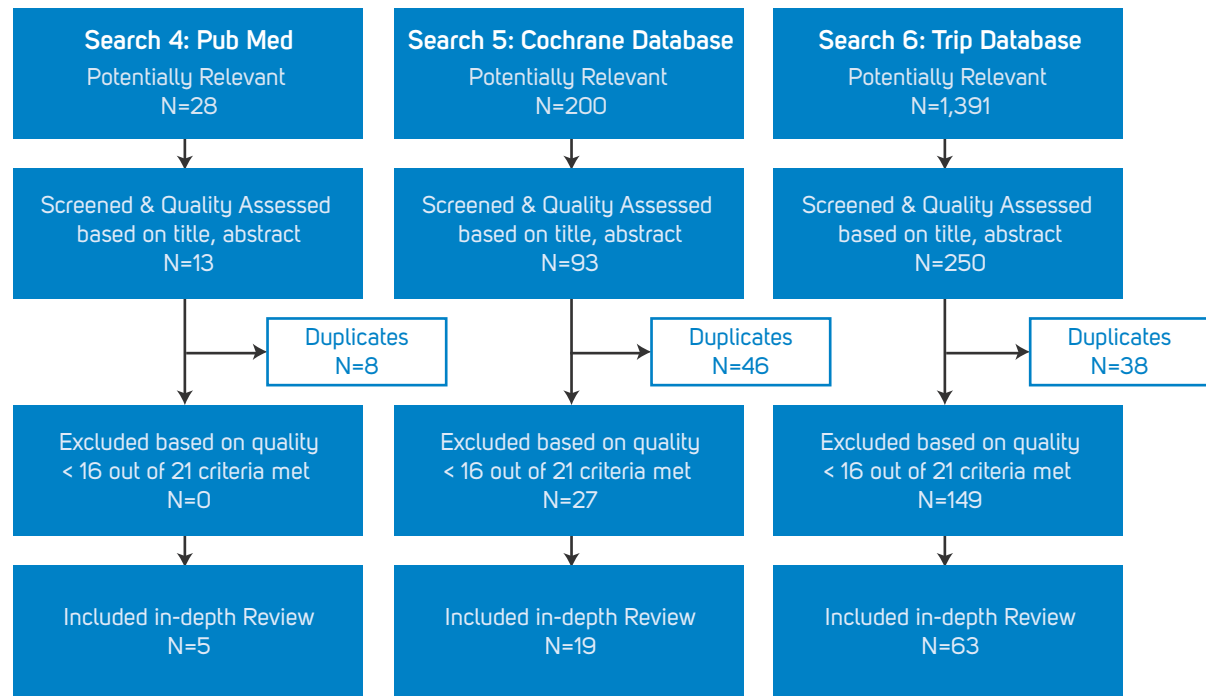 Search 4: Pub Med
Potentially Relevant
N=28
Screened & Quality Assessed
based on title, abstract
N=13
Duplicates
N=8
Excluded based on quality
< 16 out of 21 criteria met
N=0
Included in-depth Review
N=5
Search 5: Cochrane Database
Potentially Relevant
N=200
Screened & Quality Assessed
based on title, abstract
N=93
Duplicates
N=46
Excluded based on quality
< 16 out of 21 criteria met
N=27
Included in-depth Review
N=19
Search 6: Trip Database
Potentially Relevant
N=1,391
Screened & Quality Assessed
based on title, abstract
N=250
Duplicates
N=38
Excluded based on quality
< 16 out of 21 criteria met
N=149
Included in-depth Review
N=63